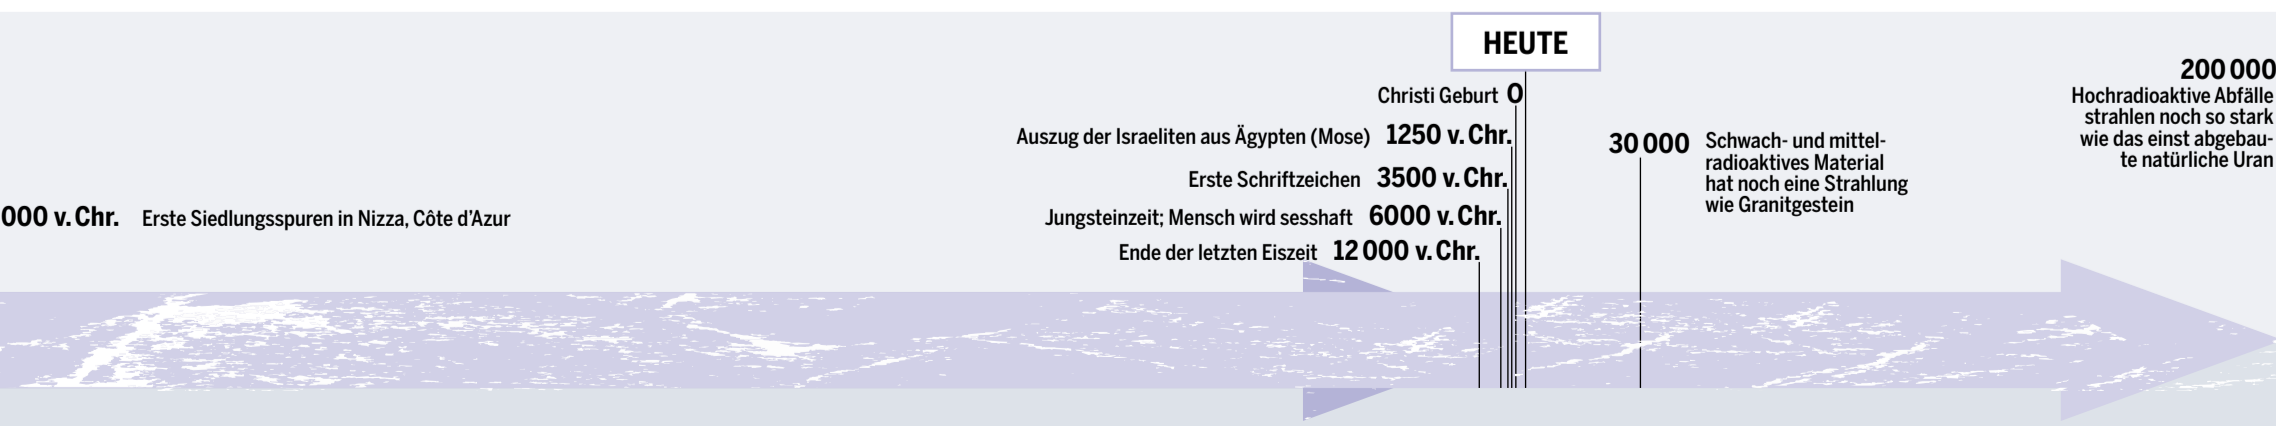 HEUTE
Christi Geburt 0
Auszug der Israeliten aus Ägypten (Mose) 1250 v. Chr.
Erste Schriftzeichen 3500 v. Chr.
Jungsteinzeit; Mensch wird sesshaft 6000 v. Chr.
Ende der letzten Eiszeit 12 000 v. Chr.
000 v. Chr. Erste Siedlungsspuren in Nizza, Côte d’Azur
30 000 Schwach- und mittel-
radioaktives Material
hat noch eine Strahlung
wie Granitgestein
200 000
Hochradioaktive Abfälle
strahlen noch so stark
wie das einst abgebau-
te natürliche Uran